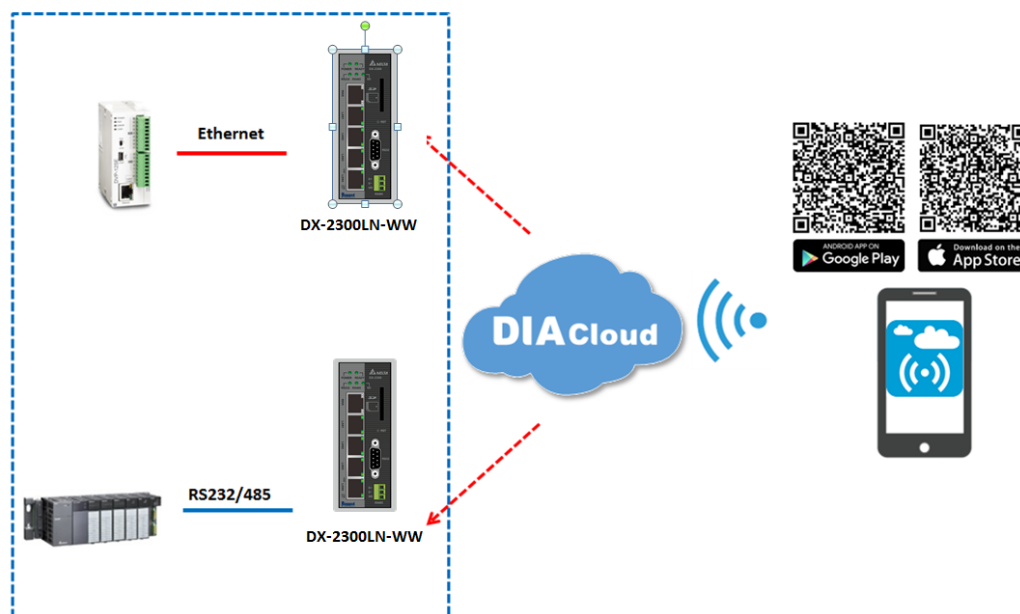 Ethernet
DX-2300LN-WW
DIACloud
ANDROID APP ON
Google Play
Download on the
App Store
RS232/485
DX-2300LN-WW